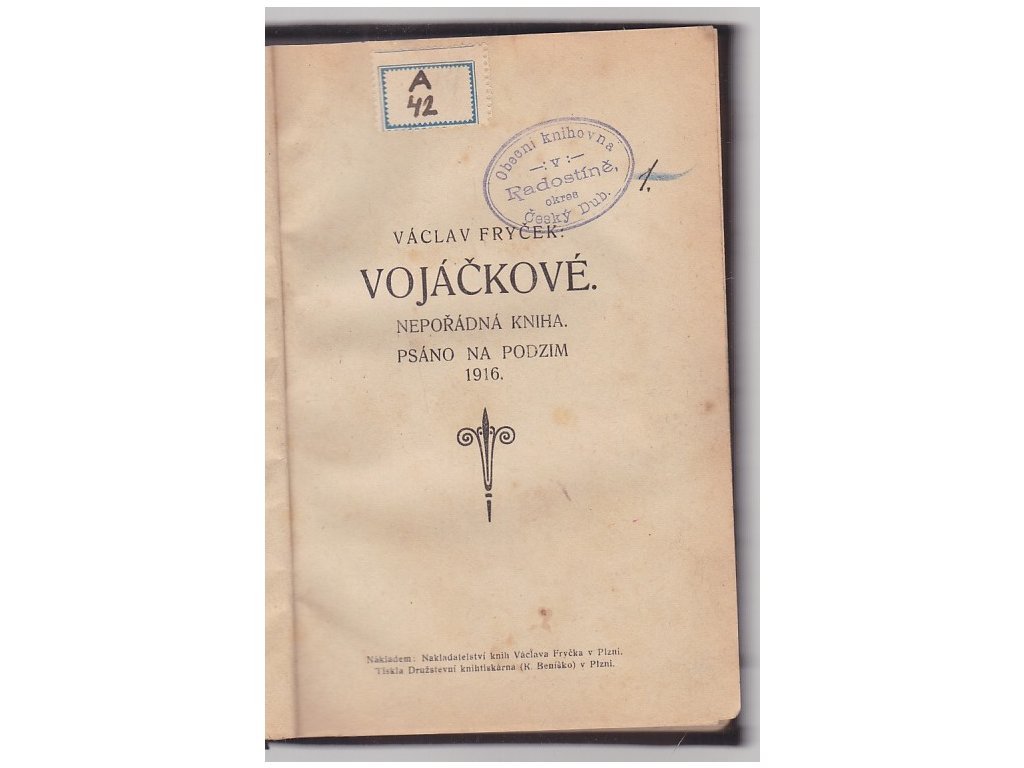 A
42
Obecní knihovna
—: v :—
Radostíně,
okres
Český Dub.
1.
VÁCLAV FRYČEK:
VOJÁČKOVÉ.
NEPOŘÁDNÁ KNIHA.
PSÁNO NA PODZIM
1916.
Nákladem: Nakladatelství knih Václava Fryčka v Plzni.
Tiskla Družstevní knihtiskárna (K. Beníško) v Plzni.